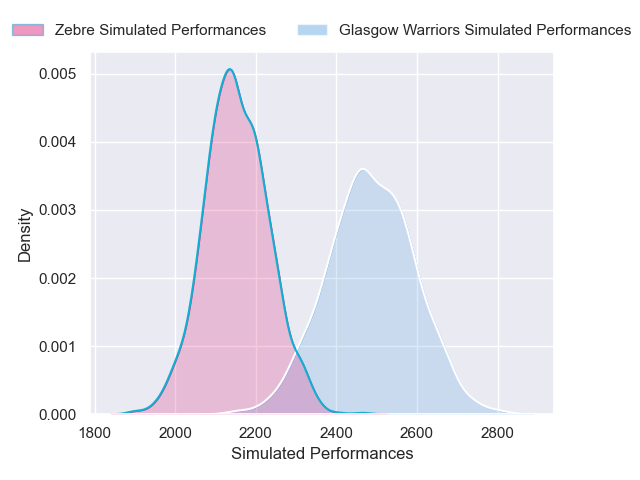 Zebre Simulated Performances
Glasgow Warriors Simulated Performances
0.005
0.004
0.003
0.002
0.001
0.000
Density
1800 2000 2200 2400 2600 2800
Simulated Performances